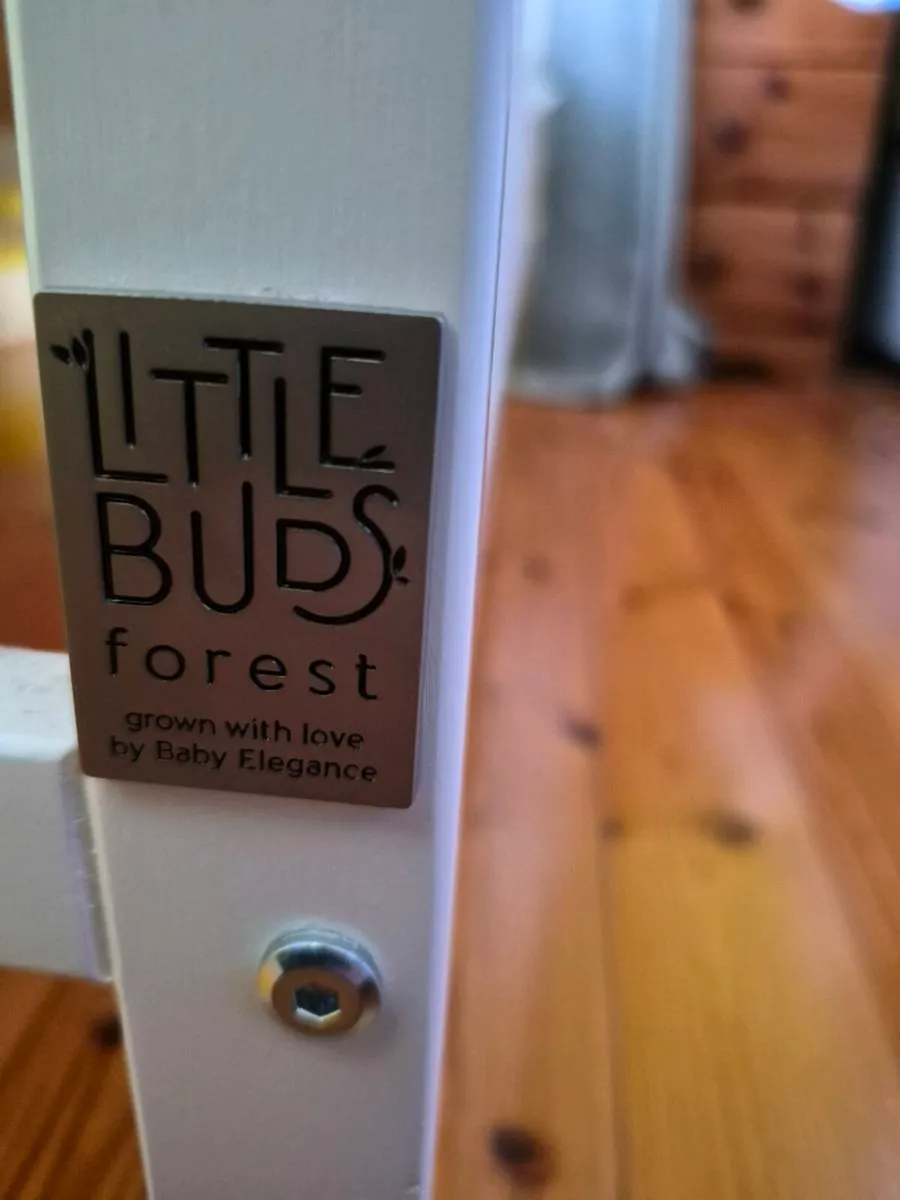 LITTLE
BUDS
forest
grown with love
by Baby Elegance